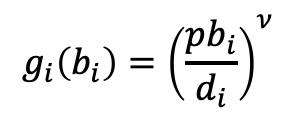 g_i(b_i) = (pb_i/d_i)^ν